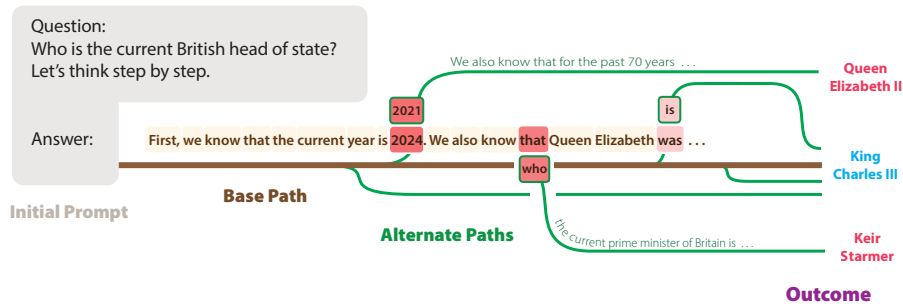 Question:
Who is the current British head of state?
Let's think step by step.
We also know that for the past 70 years ...
Queen
Elizabeth II
2021
is
Answer:
First, we know that the current year is 2024. We also know that Queen Elizabeth was ...
who
King
Charles III
Base Path
Initial Prompt
Alternate Paths
the current prime minister of Britain is ...
Keir
Starmer
Outcome